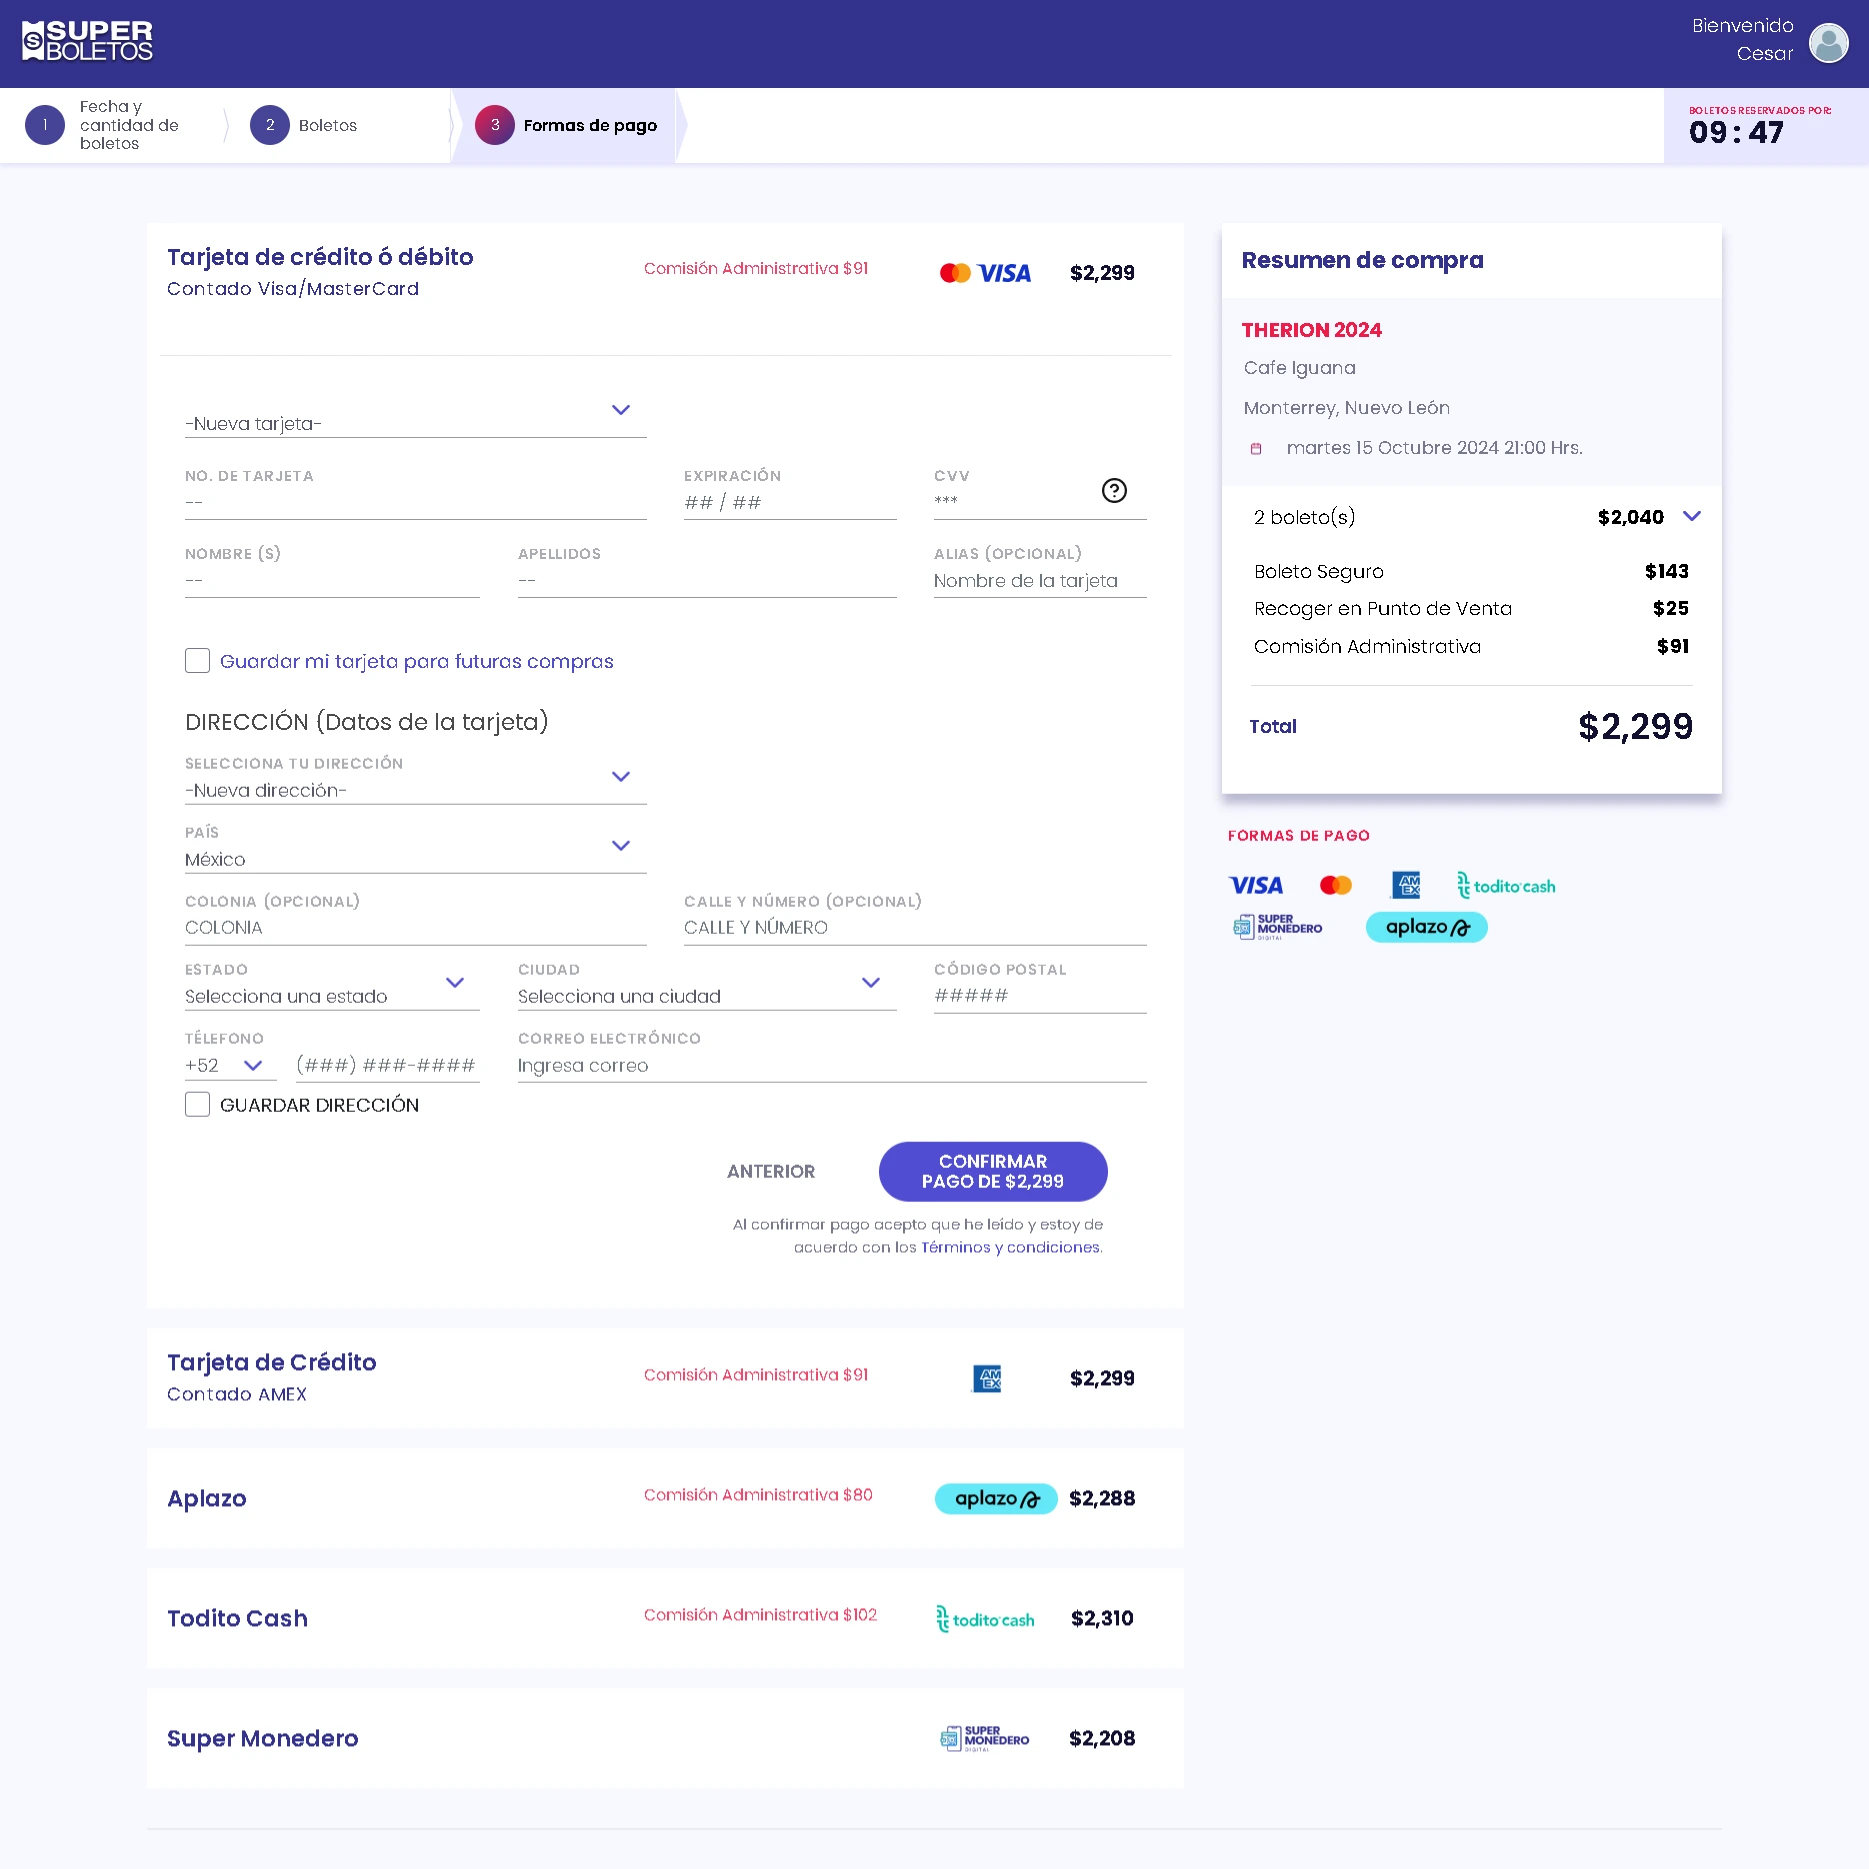 SUPER
BOLETOS
Bienvenido
Cesar
1
Fecha y
cantidad de
boletos
2
Boletos
3
Formas de pago
BOLETOS RESERVADOS POR:
09 : 47
Tarjeta de crédito ó débito
Contado Visa/MasterCard
Comisión Administrativa $91
VISA
$2,299
-Nueva tarjeta-
NO. DE TARJETA
--
EXPIRACIÓN
## / ##
CVV
***
?
NOMBRE (S)
--
APELLIDOS
--
ALIAS (OPCIONAL)
Nombre de la tarjeta
Guardar mi tarjeta para futuras compras
DIRECCIÓN (Datos de la tarjeta)
SELECCIONA TU DIRECCIÓN
-Nueva dirección-
PAÍS
México
COLONIA (OPCIONAL)
COLONIA
CALLE Y NÚMERO (OPCIONAL)
CALLE Y NÚMERO
ESTADO
Selecciona una estado
CIUDAD
Selecciona una ciudad
CÓDIGO POSTAL
#####
TÉLEFONO
+52
(###) ###-####
CORREO ELECTRÓNICO
Ingresa correo
GUARDAR DIRECCIÓN
ANTERIOR
CONFIRMAR
PAGO DE $2,299
Al confirmar pago acepto que he leído y estoy de
acuerdo con los Términos y condiciones.
Tarjeta de Crédito
Contado AMEX
Comisión Administrativa $91
AM
EX
$2,299
Aplazo
Comisión Administrativa $80
aplazo
$2,288
Todito Cash
Comisión Administrativa $102
todito cash
$2,310
Super Monedero
SUPER
MONEDERO
DIGITAL
$2,208
Resumen de compra
THERION 2024
Cafe Iguana
Monterrey, Nuevo León
martes 15 Octubre 2024 21:00 Hrs.
2 boleto(s)
$2,040
Boleto Seguro
$143
Recoger en Punto de Venta
$25
Comisión Administrativa
$91
Total
$2,299
FORMAS DE PAGO
VISA
AM
EX
todito cash
SUPER
MONEDERO
DIGITAL
aplazo